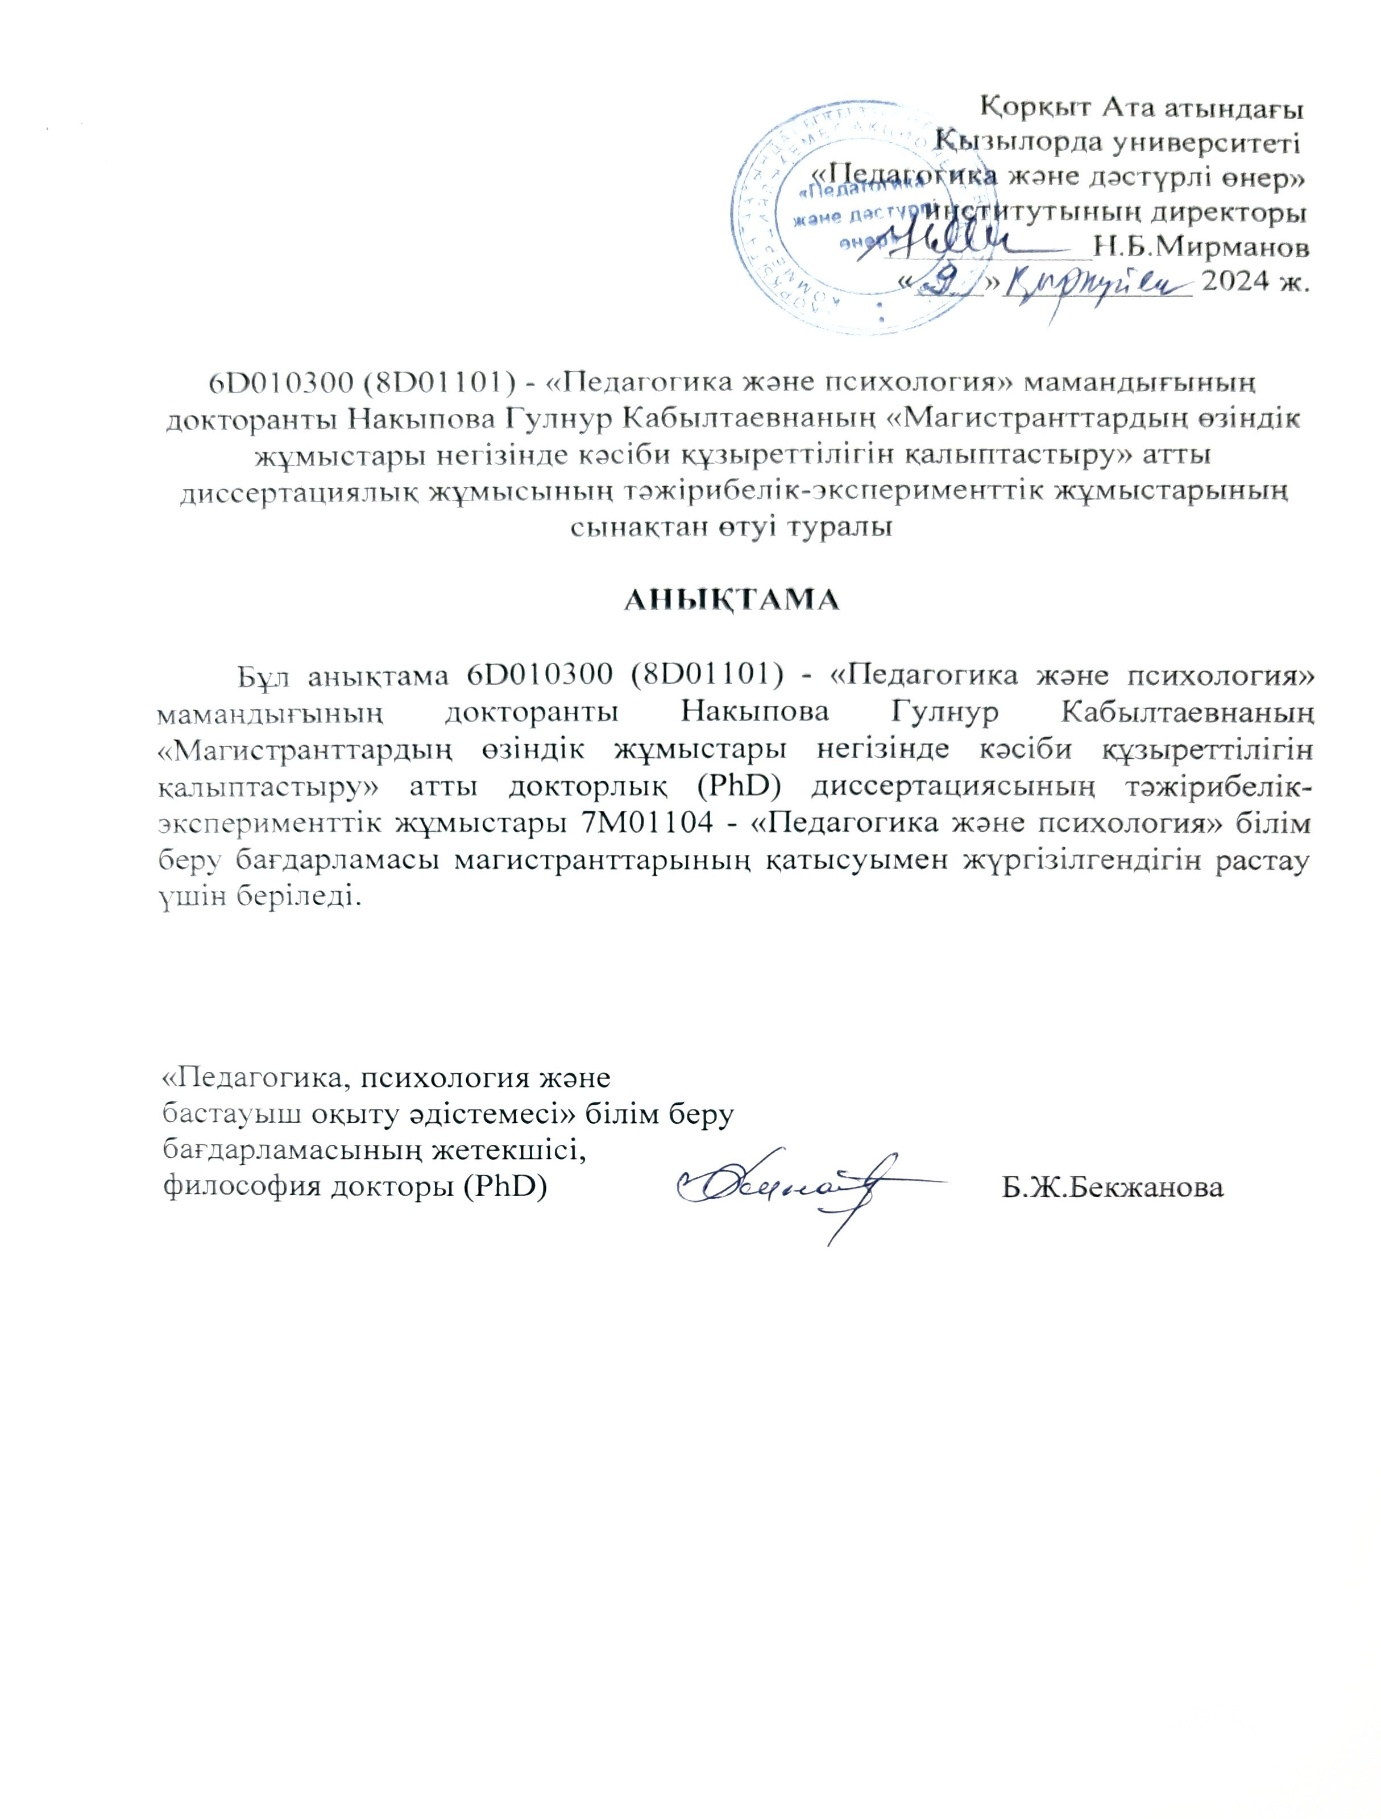 Қорқыт Ата атындағы
Қызылорда университеті
«Педагогика және дәстүрлі өнер»
институтының директоры
Н.Б.Мирманов
« 9 » қыркүйек 2024 ж.
«Педагогика
және дәстүрлі
өнер»
6D010300 (8D01101) - «Педагогика және психология» мамандығының
докторанты Накыпова Гулнур Кабылтаевнаның «Магистранттардың өзіндік
жұмыстары негізінде кәсіби құзыреттілігін қалыптастыру» атты
диссертациялық жұмысының тәжірибелік-эксперименттік жұмыстарының
сынақтан өтуі туралы
АНЫҚТАМА
Бұл анықтама 6D010300 (8D01101) - «Педагогика және психология»
мамандығының докторанты Накыпова Гулнур Кабылтаевнаның
«Магистранттардың өзіндік жұмыстары негізінде кәсіби құзыреттілігін
қалыптастыру» атты докторлық (PhD) диссертациясының тәжірибелік-
эксперименттік жұмыстары 7М01104 - «Педагогика және психология» білім
беру бағдарламасы магистранттарының қатысуымен жүргізілгендігін растау
үшін беріледі.
«Педагогика, психология және
бастауыш оқыту әдістемесі» білім беру
бағдарламасының жетекшісі,
философия докторы (PhD) Б.Ж.Бекжанова